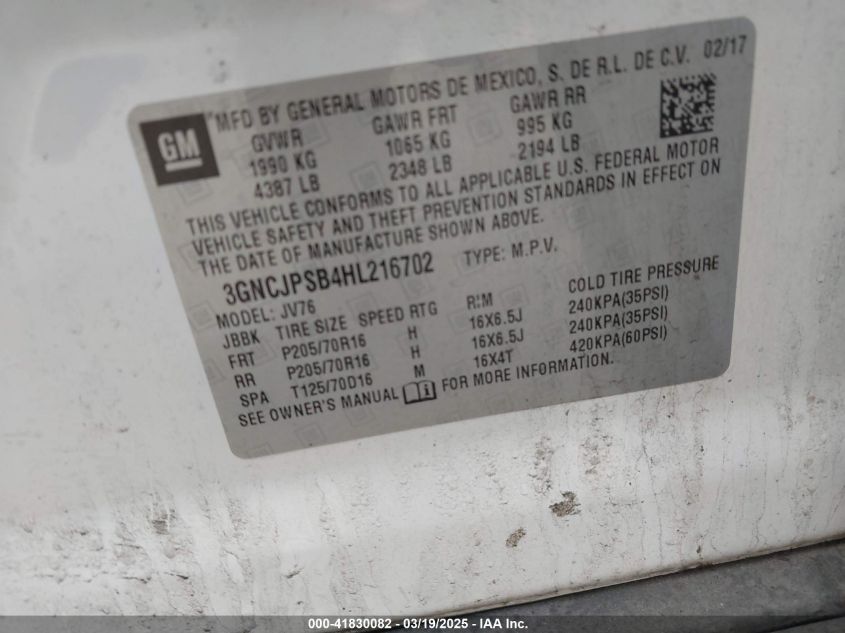 GM
MFD BY GENERAL MOTORS DE MEXICO, S. DE R.L. DE C.V. 02/17
GVWR GAWR FRT GAWR RR
1990 KG 1065 KG 995 KG
4387 LB 2348 LB 2194 LB
THIS VEHICLE CONFORMS TO ALL APPLICABLE U.S. FEDERAL MOTOR
VEHICLE SAFETY AND THEFT PREVENTION STANDARDS IN EFFECT ON
THE DATE OF MANUFACTURE SHOWN ABOVE.
3GNCJPSB4HL216702 TYPE: M.P.V.
MODEL: JV76
JBBK TIRE SIZE SPEED RTG RIM COLD TIRE PRESSURE
FRT P205/70R16 H 16X6.5J 240KPA(35PSI)
RR P205/70R16 H 16X6.5J 240KPA(35PSI)
SPA T125/70D16 M 16X4T 420KPA(60PSI)
SEE OWNER'S MANUAL FOR MORE INFORMATION.
000-41830082 - 03/19/2025 - IAA Inc.